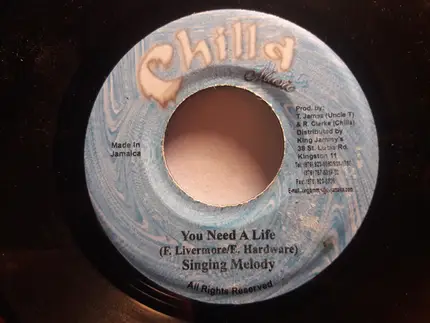 Chilla
Music
Made In
Jamaica
Prod. by:
T. James (Uncle T)
& R. Clarke (Chilla)
Distributed by
King Jammy's
38 St. Lucia Rd
Kingston 11
You Need A Life
(F. Livermore/E. Hardware)
Singing Melody
All Rights Reserved